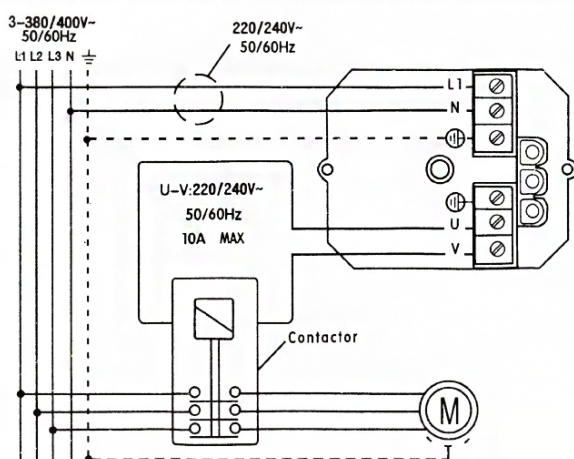 3-380/400V~
50/60Hz
L1 L2 L3 N
220/240V~
50/60Hz
L1
N
U-V:220/240V~
50/60Hz
10A MAX
U
V
Contactor
M